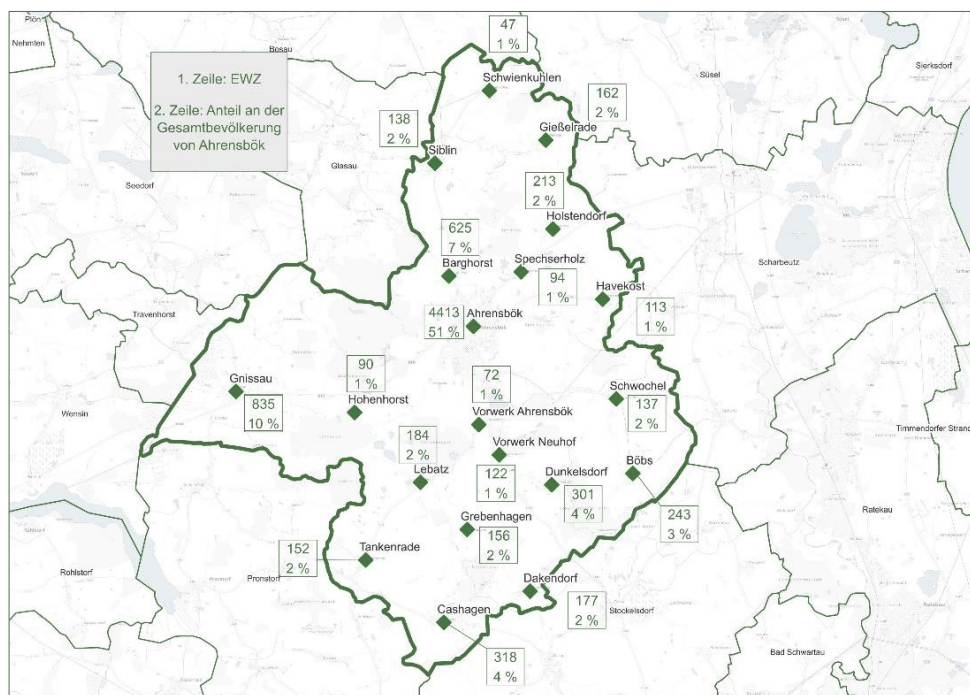 Plön
Nehmten
Bosau
Süsel
Sierksdorf
1. Zeile: EWZ
2. Zeile: Anteil an der
Gesamtbevölkerung
von Ahrensbök
47
1 %
Schwienkuhlen
162
2 %
Gießelrade
138
2 %
Siblin
Glasau
Seedorf
213
2 %
Holstendorf
625
7 %
Barghorst
Spechserholz
94
1 %
Scharbeutz
Havekost
113
1 %
Travenhorst
4413
51 %
Ahrensbök
90
1 %
Hohenhorst
Gnissau
835
10 %
Wensin
72
1 %
Vorwerk Ahrensbök
Schwochel
137
2 %
Timmendorfer Strand
184
2 %
Lebatz
Vorwerk Neuhof
122
1 %
Dunkelsdorf
301
4 %
Böbs
243
3 %
Ratekau
Grebenhagen
156
2 %
152
2 %
Tankenrade
Rohlstorf
Pronstorf
Dakendorf
177
2 %
Stockelsdorf
Cashagen
318
4 %
Bad Schwartau